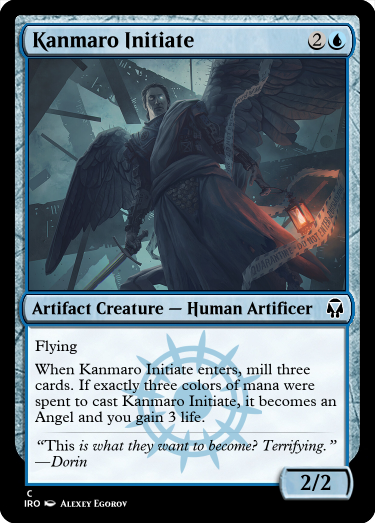 Kanmaro Initiate 2
Artifact Creature — Human Artificer
Flying
When Kanmaro Initiate enters, mill three
cards. If exactly three colors of mana were
spent to cast Kanmaro Initiate, it becomes an
Angel and you gain 3 life.
“This is what they want to become? Terrifying.”
—Dorin
2/2
C
IRO Alexey Egorov